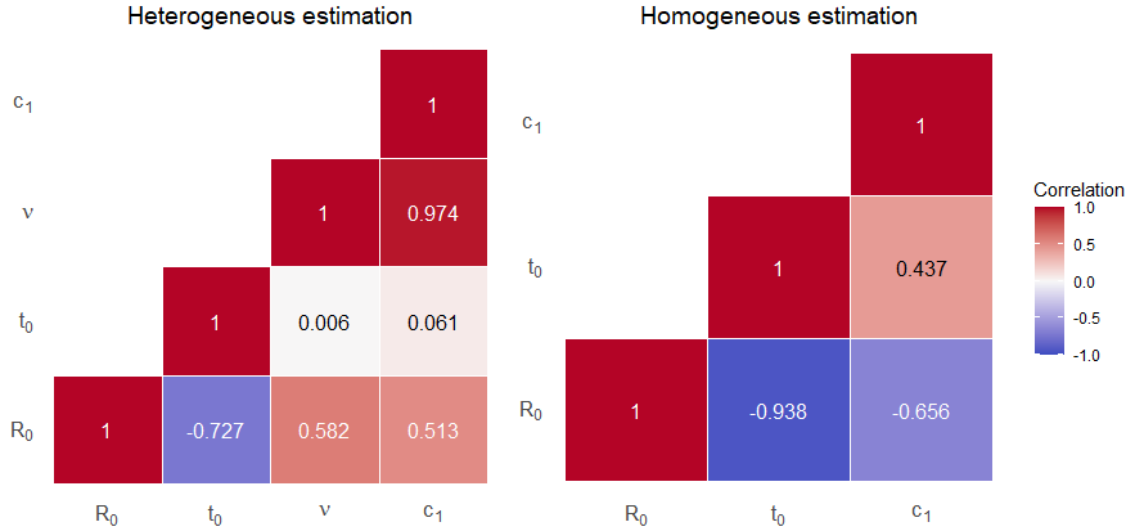 Heterogeneous estimation
Homogeneous estimation
c₁
1
ν
1
0.974
t₀
1
0.006
0.061
R₀
1
-0.727
0.582
0.513
R₀
t₀
ν
c₁
c₁
1
t₀
1
0.437
R₀
1
-0.938
-0.656
R₀
t₀
c₁
Correlation
1.0
0.5
0.0
-0.5
-1.0